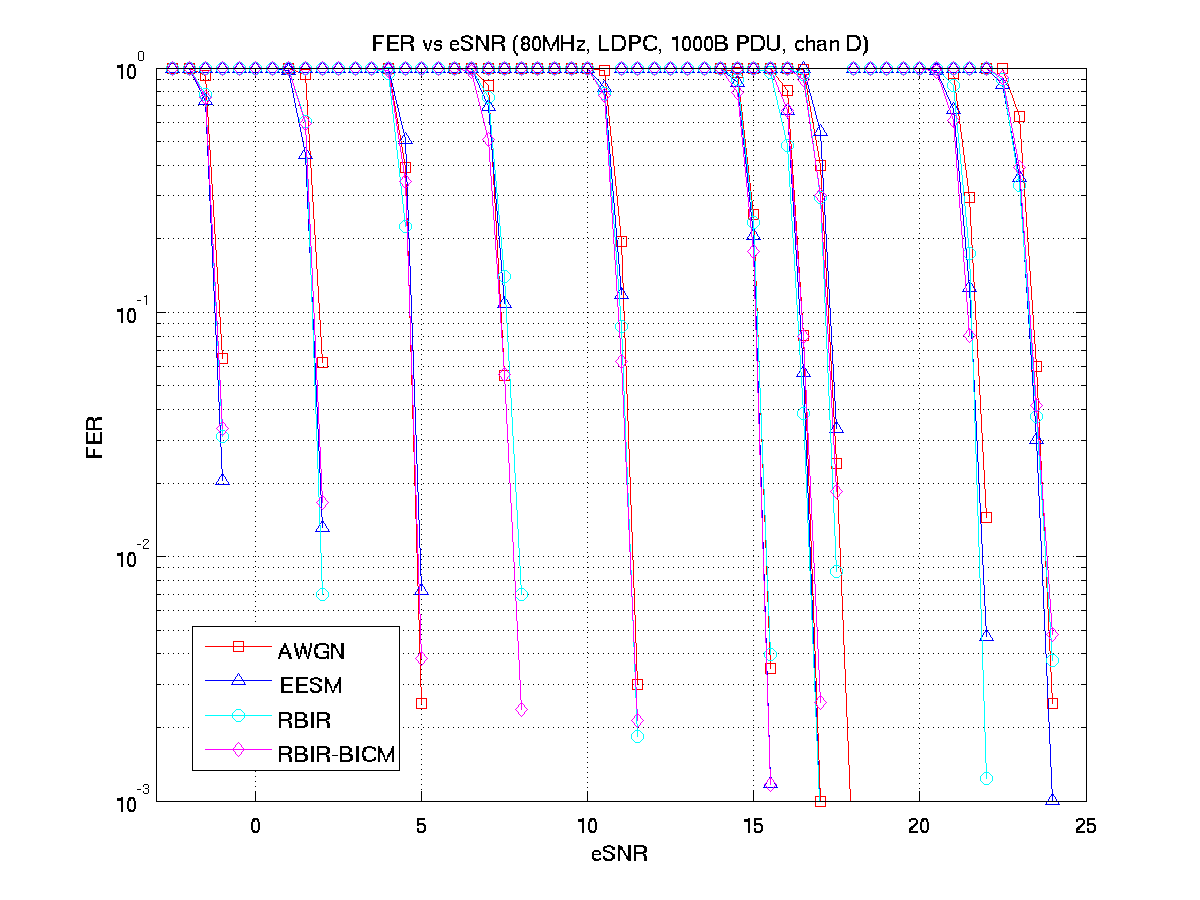 FER vs eSNR (80MHz, LDPC, 1000B PDU, chan D)
10^0
10^-1
10^-2
10^-3
FER
AWGN
EESM
RBIR
RBIR-BICM
0 5 10 15 20 25
eSNR